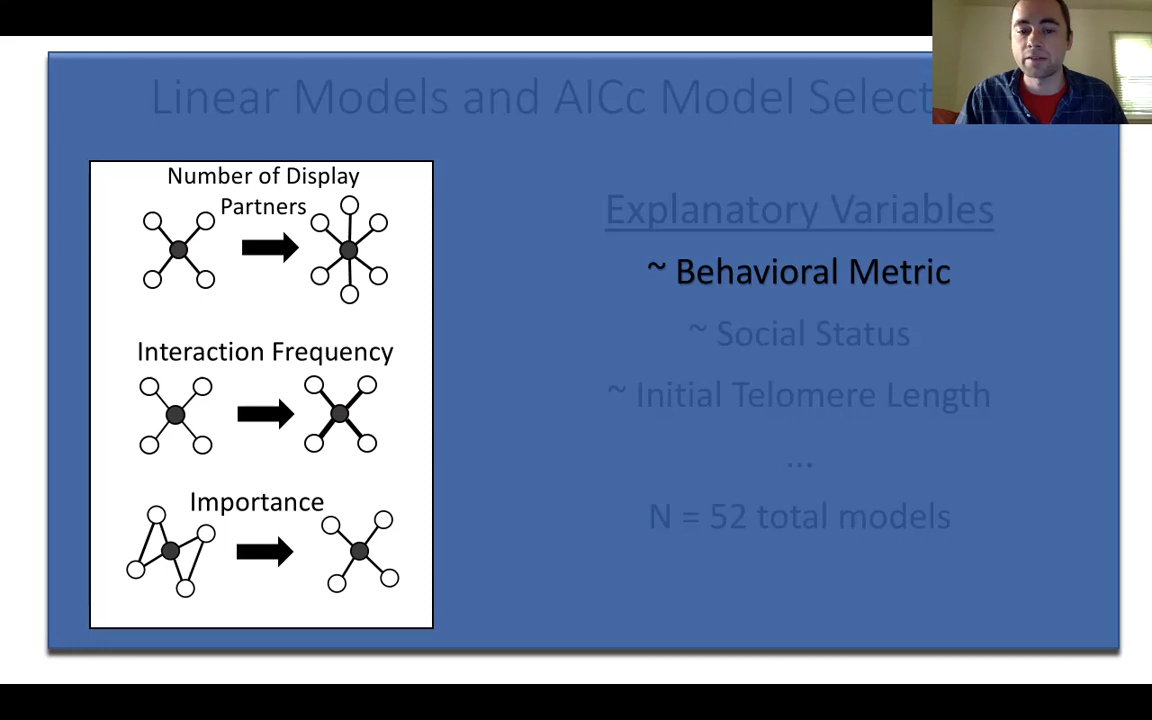 Linear Models and AICc Model Select
Number of Display
Partners
Interaction Frequency
Importance
Explanatory Variables
~ Behavioral Metric
~ Social Status
~ Initial Telomere Length
...
N = 52 total models